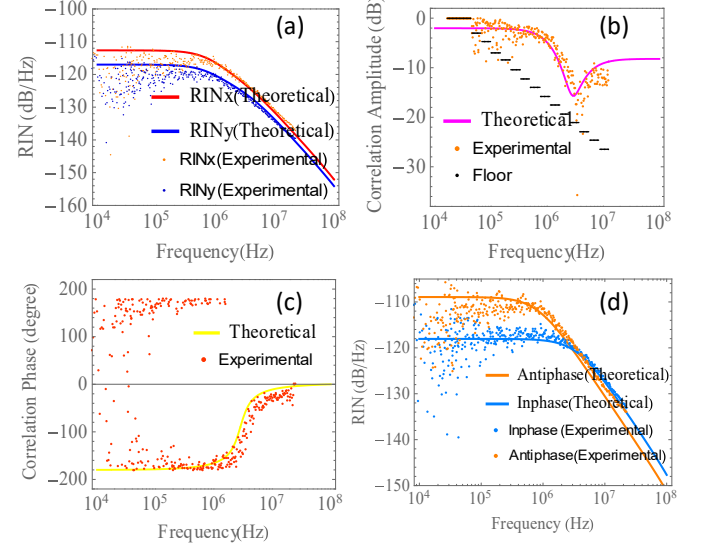 (a)
RIN (dB/Hz)
-100
-110
-120
-130
-140
-150
-160
RINx(Theoretical)
RINy(Theoretical)
RINx(Experimental)
RINy(Experimental)
10^4 10^5 10^6 10^7 10^8
Frequency(Hz)
(b)
Correlation Amplitude (dB)
0
-10
-20
-30
Theoretical
Experimental
Floor
10^4 10^5 10^6 10^7 10^8
Frequency(Hz)
(c)
Correlation Phase (degree)
200
100
0
-100
-200
Theoretical
Experimental
10^4 10^5 10^6 10^7 10^8
Frequency(Hz)
(d)
RIN (dB/Hz)
-110
-120
-130
-140
-150
Antiphase(Theoretical)
Inphase(Theoretical)
Inphase (Experimental)
Antiphase(Experimental)
10^4 10^5 10^6 10^7 10^8
Frequency (Hz)